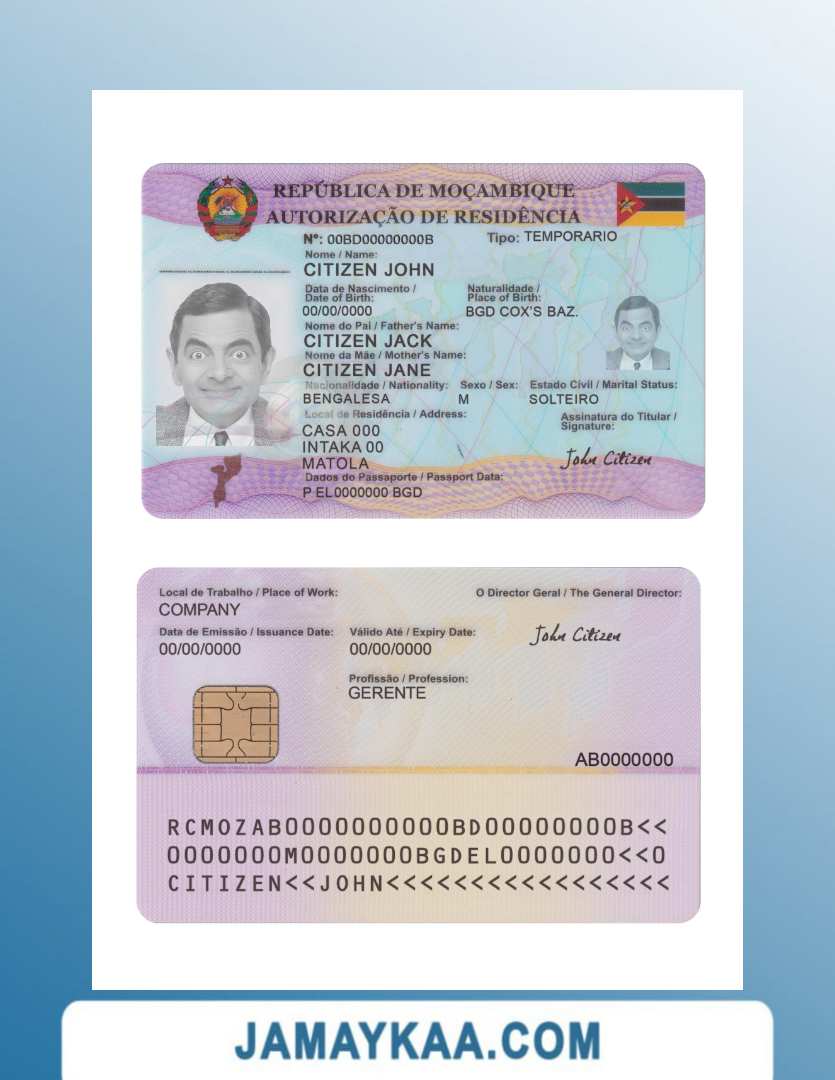 REPÚBLICA DE MOÇAMBIQUE
AUTORIZAÇÃO DE RESIDÊNCIA
Nº: 00BD00000000B Tipo: TEMPORARIO
Nome / Name:
CITIZEN JOHN
Data de Nascimento / Naturalidade /
Date of Birth: Place of Birth:
00/00/0000 BGD COX'S BAZ.
Nome do Pai / Father's Name:
CITIZEN JACK
Nome da Mãe / Mother's Name:
CITIZEN JANE
Nacionalidade / Nationality: Sexo / Sex: Estado Civil / Marital Status:
BENGALESA M SOLTEIRO
Local de Residência / Address: Assinatura do Titular /
Signature:
CASA 000
INTAKA 00
MATOLA John Citizen
Dados do Passaporte / Passport Data:
P EL0000000 BGD
Local de Trabalho / Place of Work: O Director Geral / The General Director:
COMPANY
Data de Emissão / Issuance Date: Válido Até / Expiry Date: John Citizen
00/00/0000 00/00/0000
Profissão / Profession:
GERENTE
AB0000000
RCMOZAB0000000000BD00000000B<<
0000000M0000000BGDEL0000000<<0
CITIZEN<<JOHN<<<<<<<<<<<<<<<<<
JAMAYKAA.COM